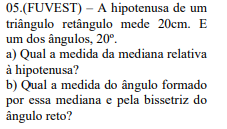 05.(FUVEST) – A hipotenusa de um
triângulo retângulo mede 20cm. E
um dos ângulos, 20º.
a) Qual a medida da mediana relativa
à hipotenusa?
b) Qual a medida do ângulo formado
por essa mediana e pela bissetriz do
ângulo reto?